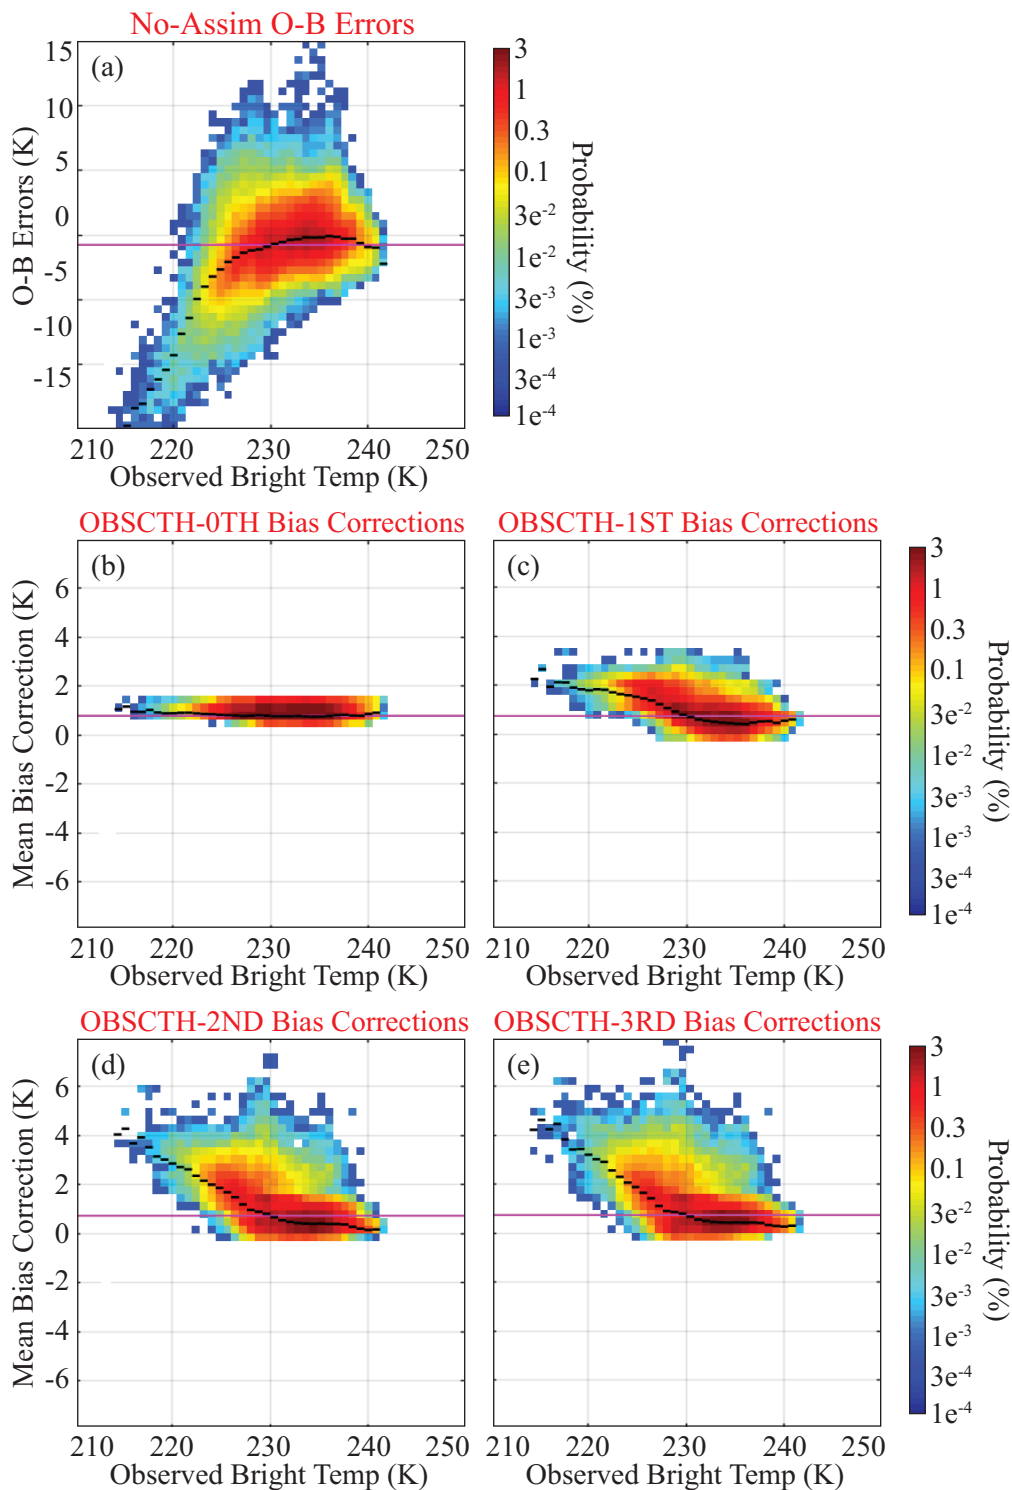 No-Assim O-B Errors
(a)
O-B Errors (K)
15
10
5
0
-5
-10
-15
210 220 230 240 250
Observed Bright Temp (K)
3
1
0.3
0.1
3e-2
1e-2
3e-3
1e-3
3e-4
1e-4
Probability (%)
OBSCTH-0TH Bias Corrections
(b)
Mean Bias Correction (K)
6
4
2
0
-2
-4
-6
210 220 230 240 250
Observed Bright Temp (K)
OBSCTH-1ST Bias Corrections
(c)
210 220 230 240 250
Observed Bright Temp (K)
3
1
0.3
0.1
3e-2
1e-2
3e-3
1e-3
3e-4
1e-4
Probability (%)
OBSCTH-2ND Bias Corrections
(d)
Mean Bias Correction (K)
6
4
2
0
-2
-4
-6
210 220 230 240 250
Observed Bright Temp (K)
OBSCTH-3RD Bias Corrections
(e)
210 220 230 240 250
Observed Bright Temp (K)
3
1
0.3
0.1
3e-2
1e-2
3e-3
1e-3
3e-4
1e-4
Probability (%)